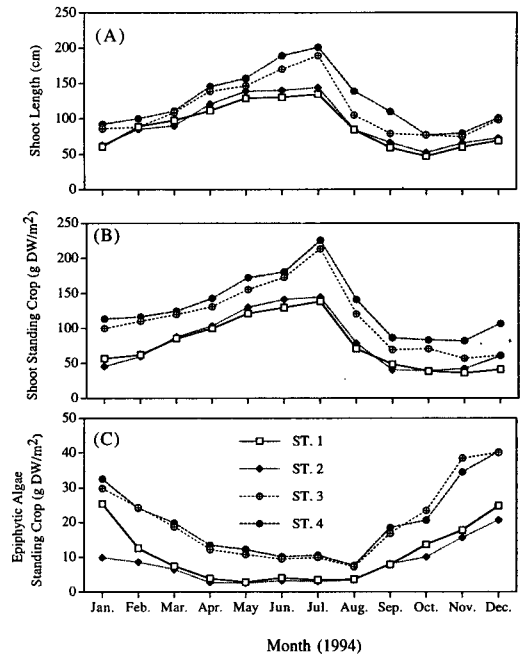 (A)
Shoot Length (cm)
250
200
150
100
50
0
(B)
Shoot Standing Crop (g DW/m2)
250
200
150
100
50
0
(C)
Epiphytic Algae
Standing Crop (g DW/m2)
50
40
30
20
10
0
ST. 1
ST. 2
ST. 3
ST. 4
Jan. Feb. Mar. Apr. May Jun. Jul. Aug. Sep. Oct. Nov. Dec.
Month (1994)